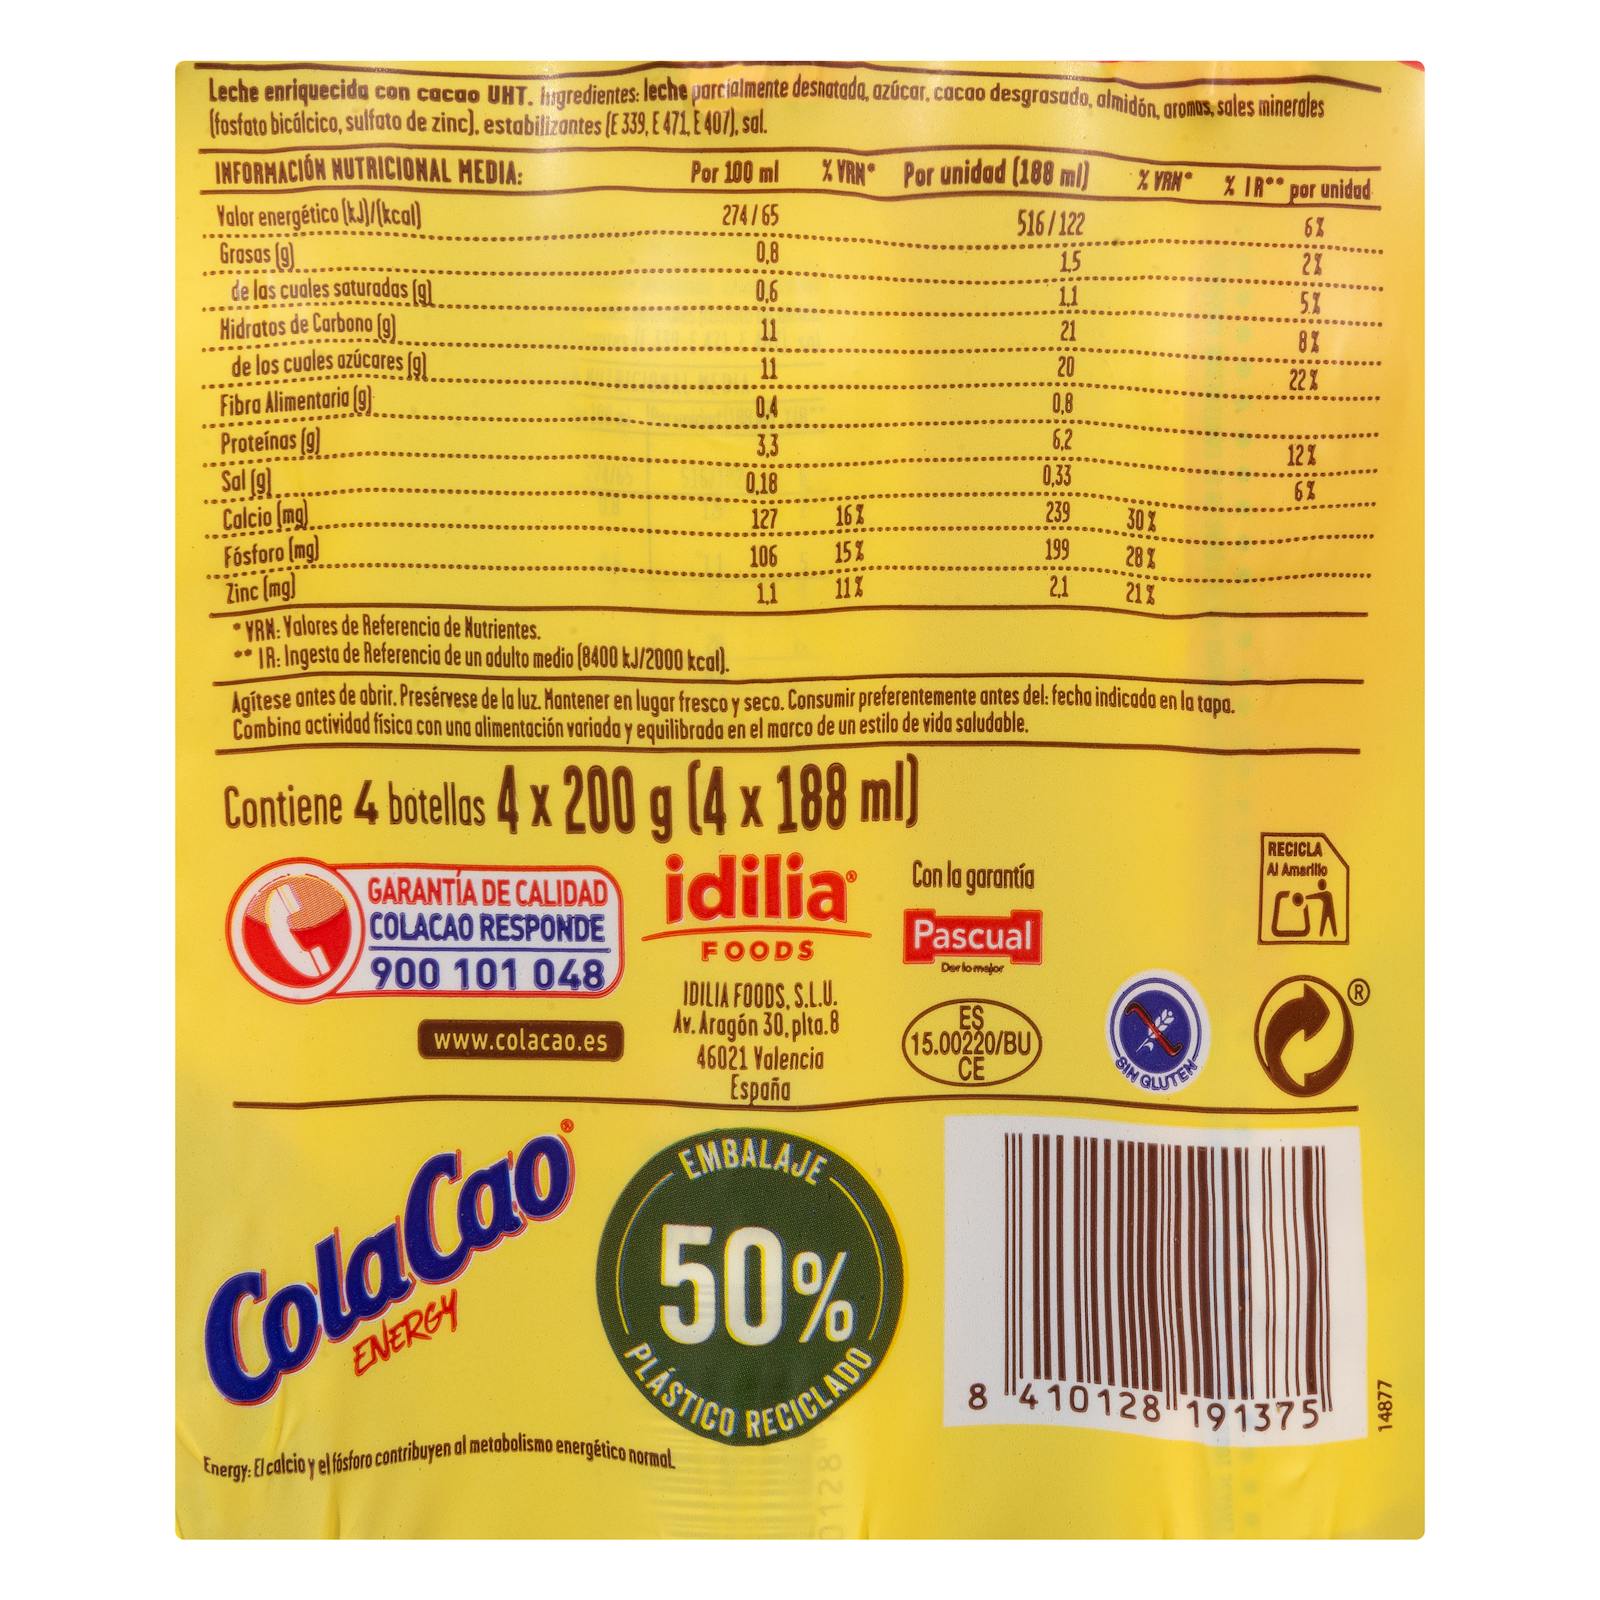 Leche enriquecida con cacao UHT. Ingredientes: leche parcialmente desnatada, azúcar, cacao desgrasado, almidón, aromas, sales minerales
(fosfato bicálcico, sulfato de zinc), estabilizantes (E 339, E 471, E 407), sal.
INFORMACIÓN NUTRICIONAL MEDIA: Por 100 ml % VRN* Por unidad (188 ml) % VRN* % IR** por unidad
Valor energético (kJ)/(kcal) 274 / 65 516 / 122 6%
Grasas (g) 0,8 1,5 2%
de las cuales saturadas (g) 0,6 1,1 5%
Hidratos de Carbono (g) 11 21 8%
de los cuales azúcares (g) 11 20 22%
Fibra Alimentaria (g) 0,4 0,8
Proteínas (g) 3,3 6,2 12%
Sal (g) 0,18 0,33 6%
Calcio (mg) 127 16% 239 30%
Fósforo (mg) 106 15% 199 28%
Zinc (mg) 1,1 11% 2,1 21%
* VRN: Valores de Referencia de Nutrientes.
** IR: Ingesta de Referencia de un adulto medio (8400 kJ/2000 kcal).
Agítese antes de abrir. Presérvese de la luz. Mantener en lugar fresco y seco. Consumir preferentemente antes del: fecha indicada en la tapa.
Combina actividad física con una alimentación variada y equilibrada en el marco de un estilo de vida saludable.
Contiene 4 botellas 4 x 200 g (4 x 188 ml)
GARANTÍA DE CALIDAD
COLACAO RESPONDE
900 101 048
www.colacao.es
idilia®
FOODS
IDILIA FOODS, S.L.U.
Av. Aragón 30, plta. 8
46021 Valencia
España
Con la garantía
Pascual
Dar lo mejor
ES
15.00220/BU
CE
SIN GLUTEN
RECICLA
Al Amarillo
®
ColaCao®
ENERGY
EMBALAJE
50%
PLÁSTICO RECICLADO
8 410128 191375
14877
Energy: El calcio y el fósforo contribuyen al metabolismo energético normal.